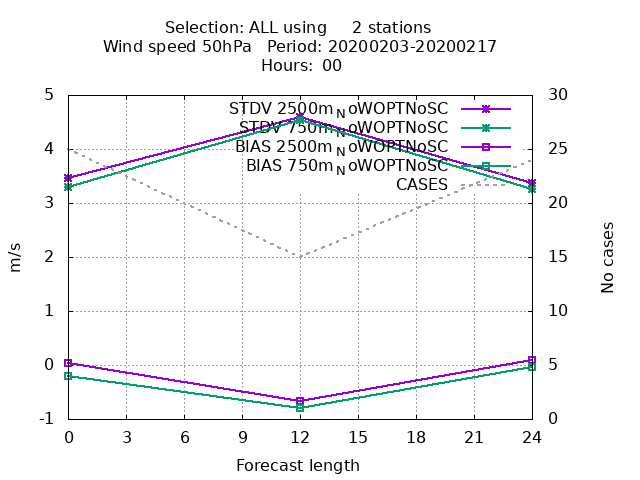 Selection: ALL using     2 stations
Wind speed 50hPa   Period: 20200203-20200217
Hours: 00
5
4
3
2
1
0
-1
30
25
20
15
10
5
0
STDV 2500m_NoWOPTNoSC
STDV 750m_NoWOPTNoSC
BIAS 2500m_NoWOPTNoSC
BIAS 750m_NoWOPTNoSC
CASES
m/s
No cases
0 3 6 9 12 15 18 21 24
Forecast length